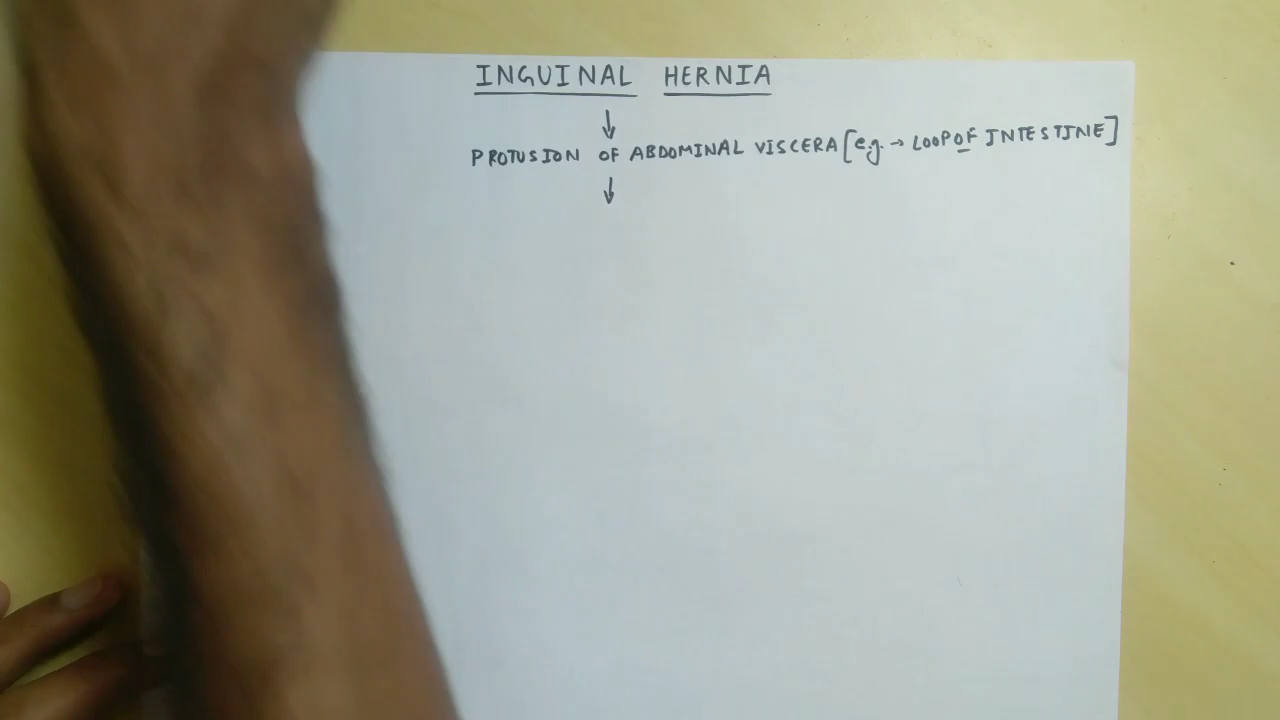 INGUINAL HERNIA
↓
PROTUSION OF ABDOMINAL VISCERA [e.g. → LOOP OF INTESTINE]
↓